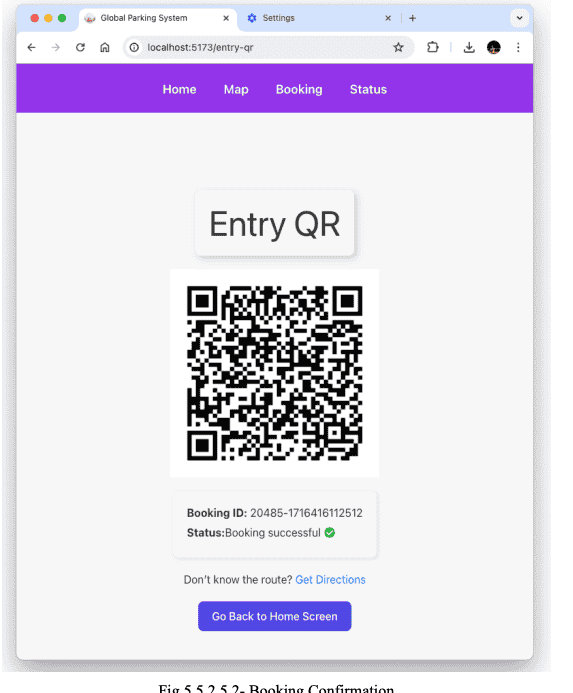 Global Parking System
Settings
localhost:5173/entry-qr
Home Map Booking Status
Entry QR
Booking ID: 20485-1716416112512
Status:Booking successful
Don't know the route? Get Directions
Go Back to Home Screen
Fig 5.5.2.5.2- Booking Confirmation